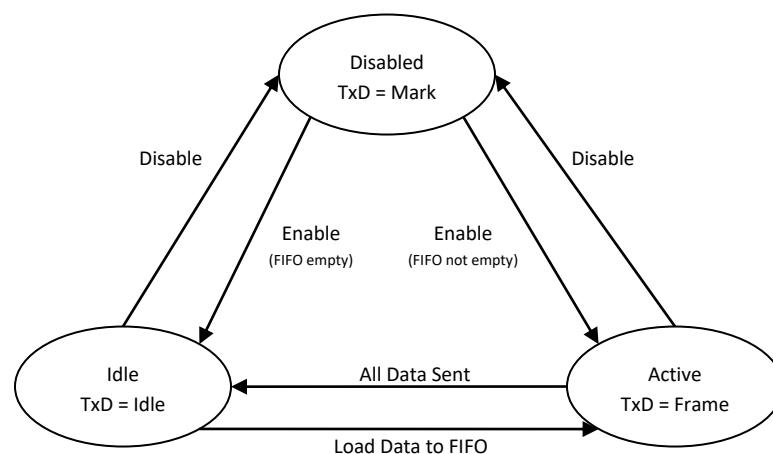 Disabled
TxD = Mark
Disable
Disable
Enable
(FIFO empty)
Enable
(FIFO not empty)
Idle
TxD = Idle
All Data Sent
Active
TxD = Frame
Load Data to FIFO